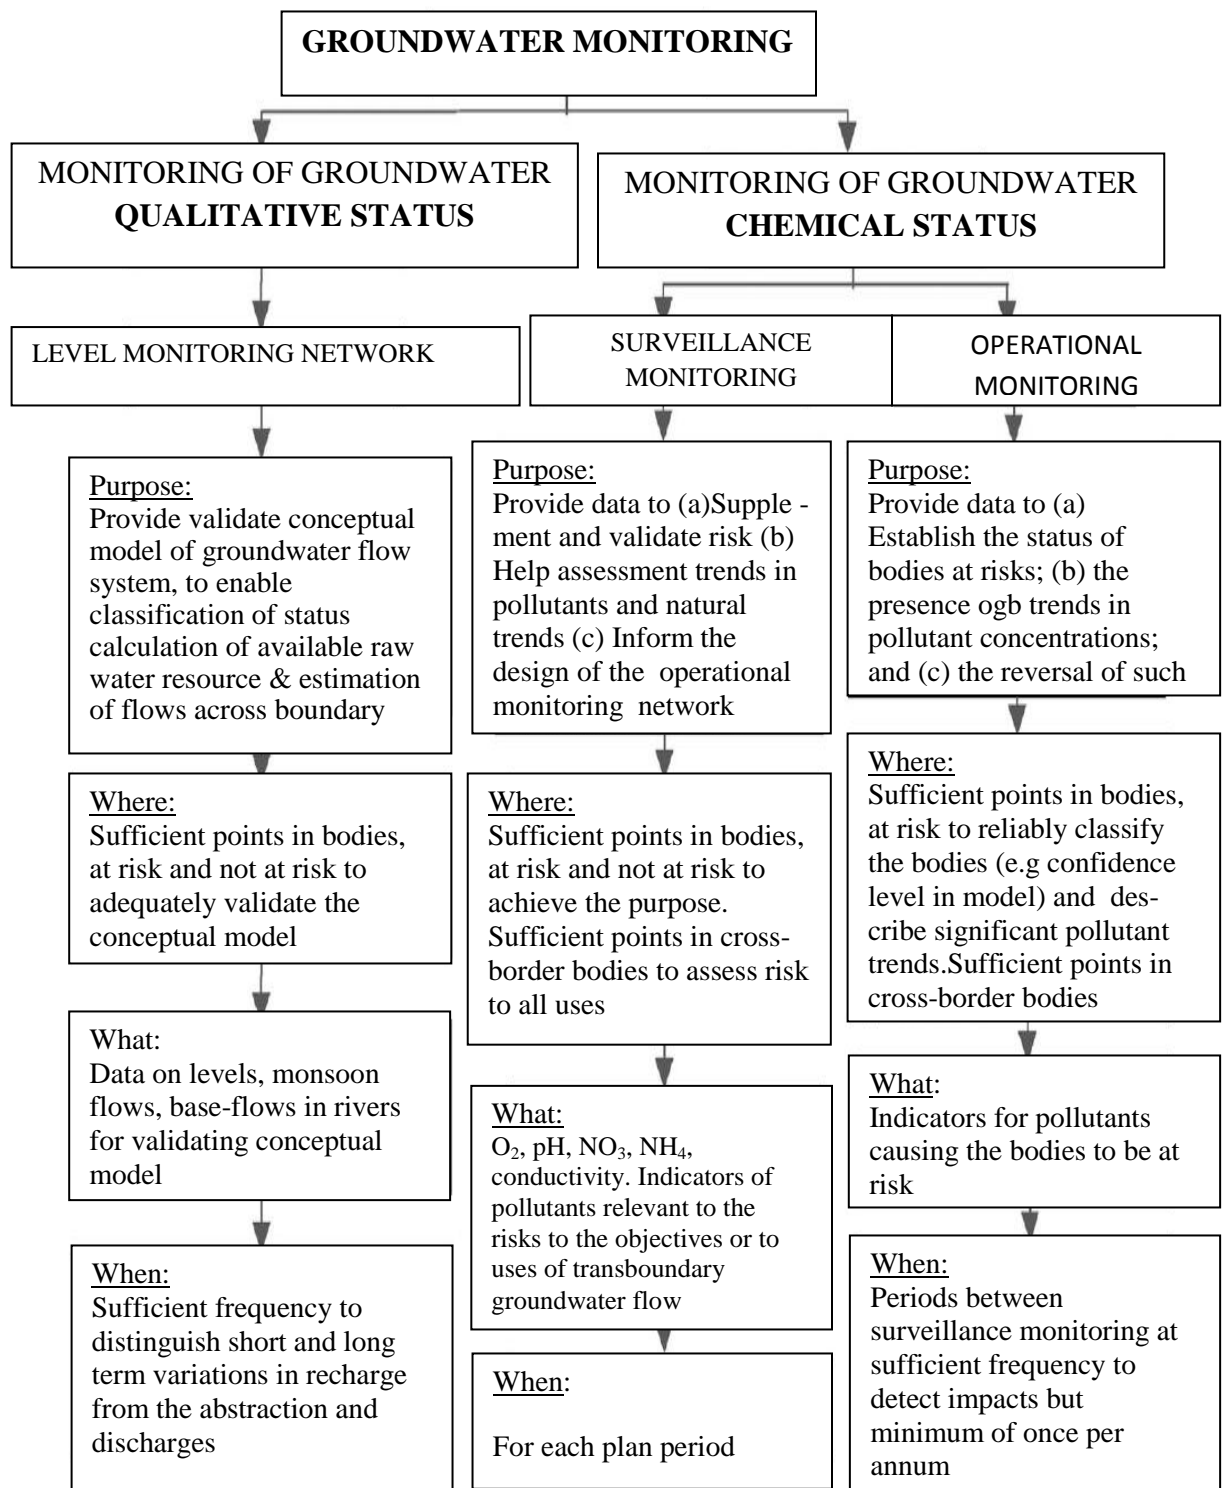 GROUNDWATER MONITORING
MONITORING OF GROUNDWATER
QUALITATIVE STATUS
MONITORING OF GROUNDWATER
CHEMICAL STATUS
LEVEL MONITORING NETWORK
SURVEILLANCE
MONITORING
OPERATIONAL
MONITORING
Purpose:
Provide validate conceptual
model of groundwater flow
system, to enable
classification of status
calculation of available raw
water resource & estimation
of flows across boundary
Where:
Sufficient points in bodies,
at risk and not at risk to
adequately validate the
conceptual model
What:
Data on levels, monsoon
flows, base-flows in rivers
for validating conceptual
model
When:
Sufficient frequency to
distinguish short and long
term variations in recharge
from the abstraction and
discharges
Purpose:
Provide data to (a)Supple -
ment and validate risk (b)
Help assessment trends in
pollutants and natural
trends (c) Inform the
design of the operational
monitoring network
Where:
Sufficient points in bodies,
at risk and not at risk to
achieve the purpose.
Sufficient points in cross-
border bodies to assess risk
to all uses
What:
O₂, pH, NO₃, NH₄,
conductivity. Indicators of
pollutants relevant to the
risks to the objectives or to
uses of transboundary
groundwater flow
When:
For each plan period
Purpose:
Provide data to (a)
Establish the status of
bodies at risks; (b) the
presence ogb trends in
pollutant concentrations;
and (c) the reversal of such
Where:
Sufficient points in bodies,
at risk to reliably classify
the bodies (e.g confidence
level in model) and des-
cribe significant pollutant
trends.Sufficient points in
cross-border bodies
What:
Indicators for pollutants
causing the bodies to be at
risk
When:
Periods between
surveillance monitoring at
sufficient frequency to
detect impacts but
minimum of once per
annum